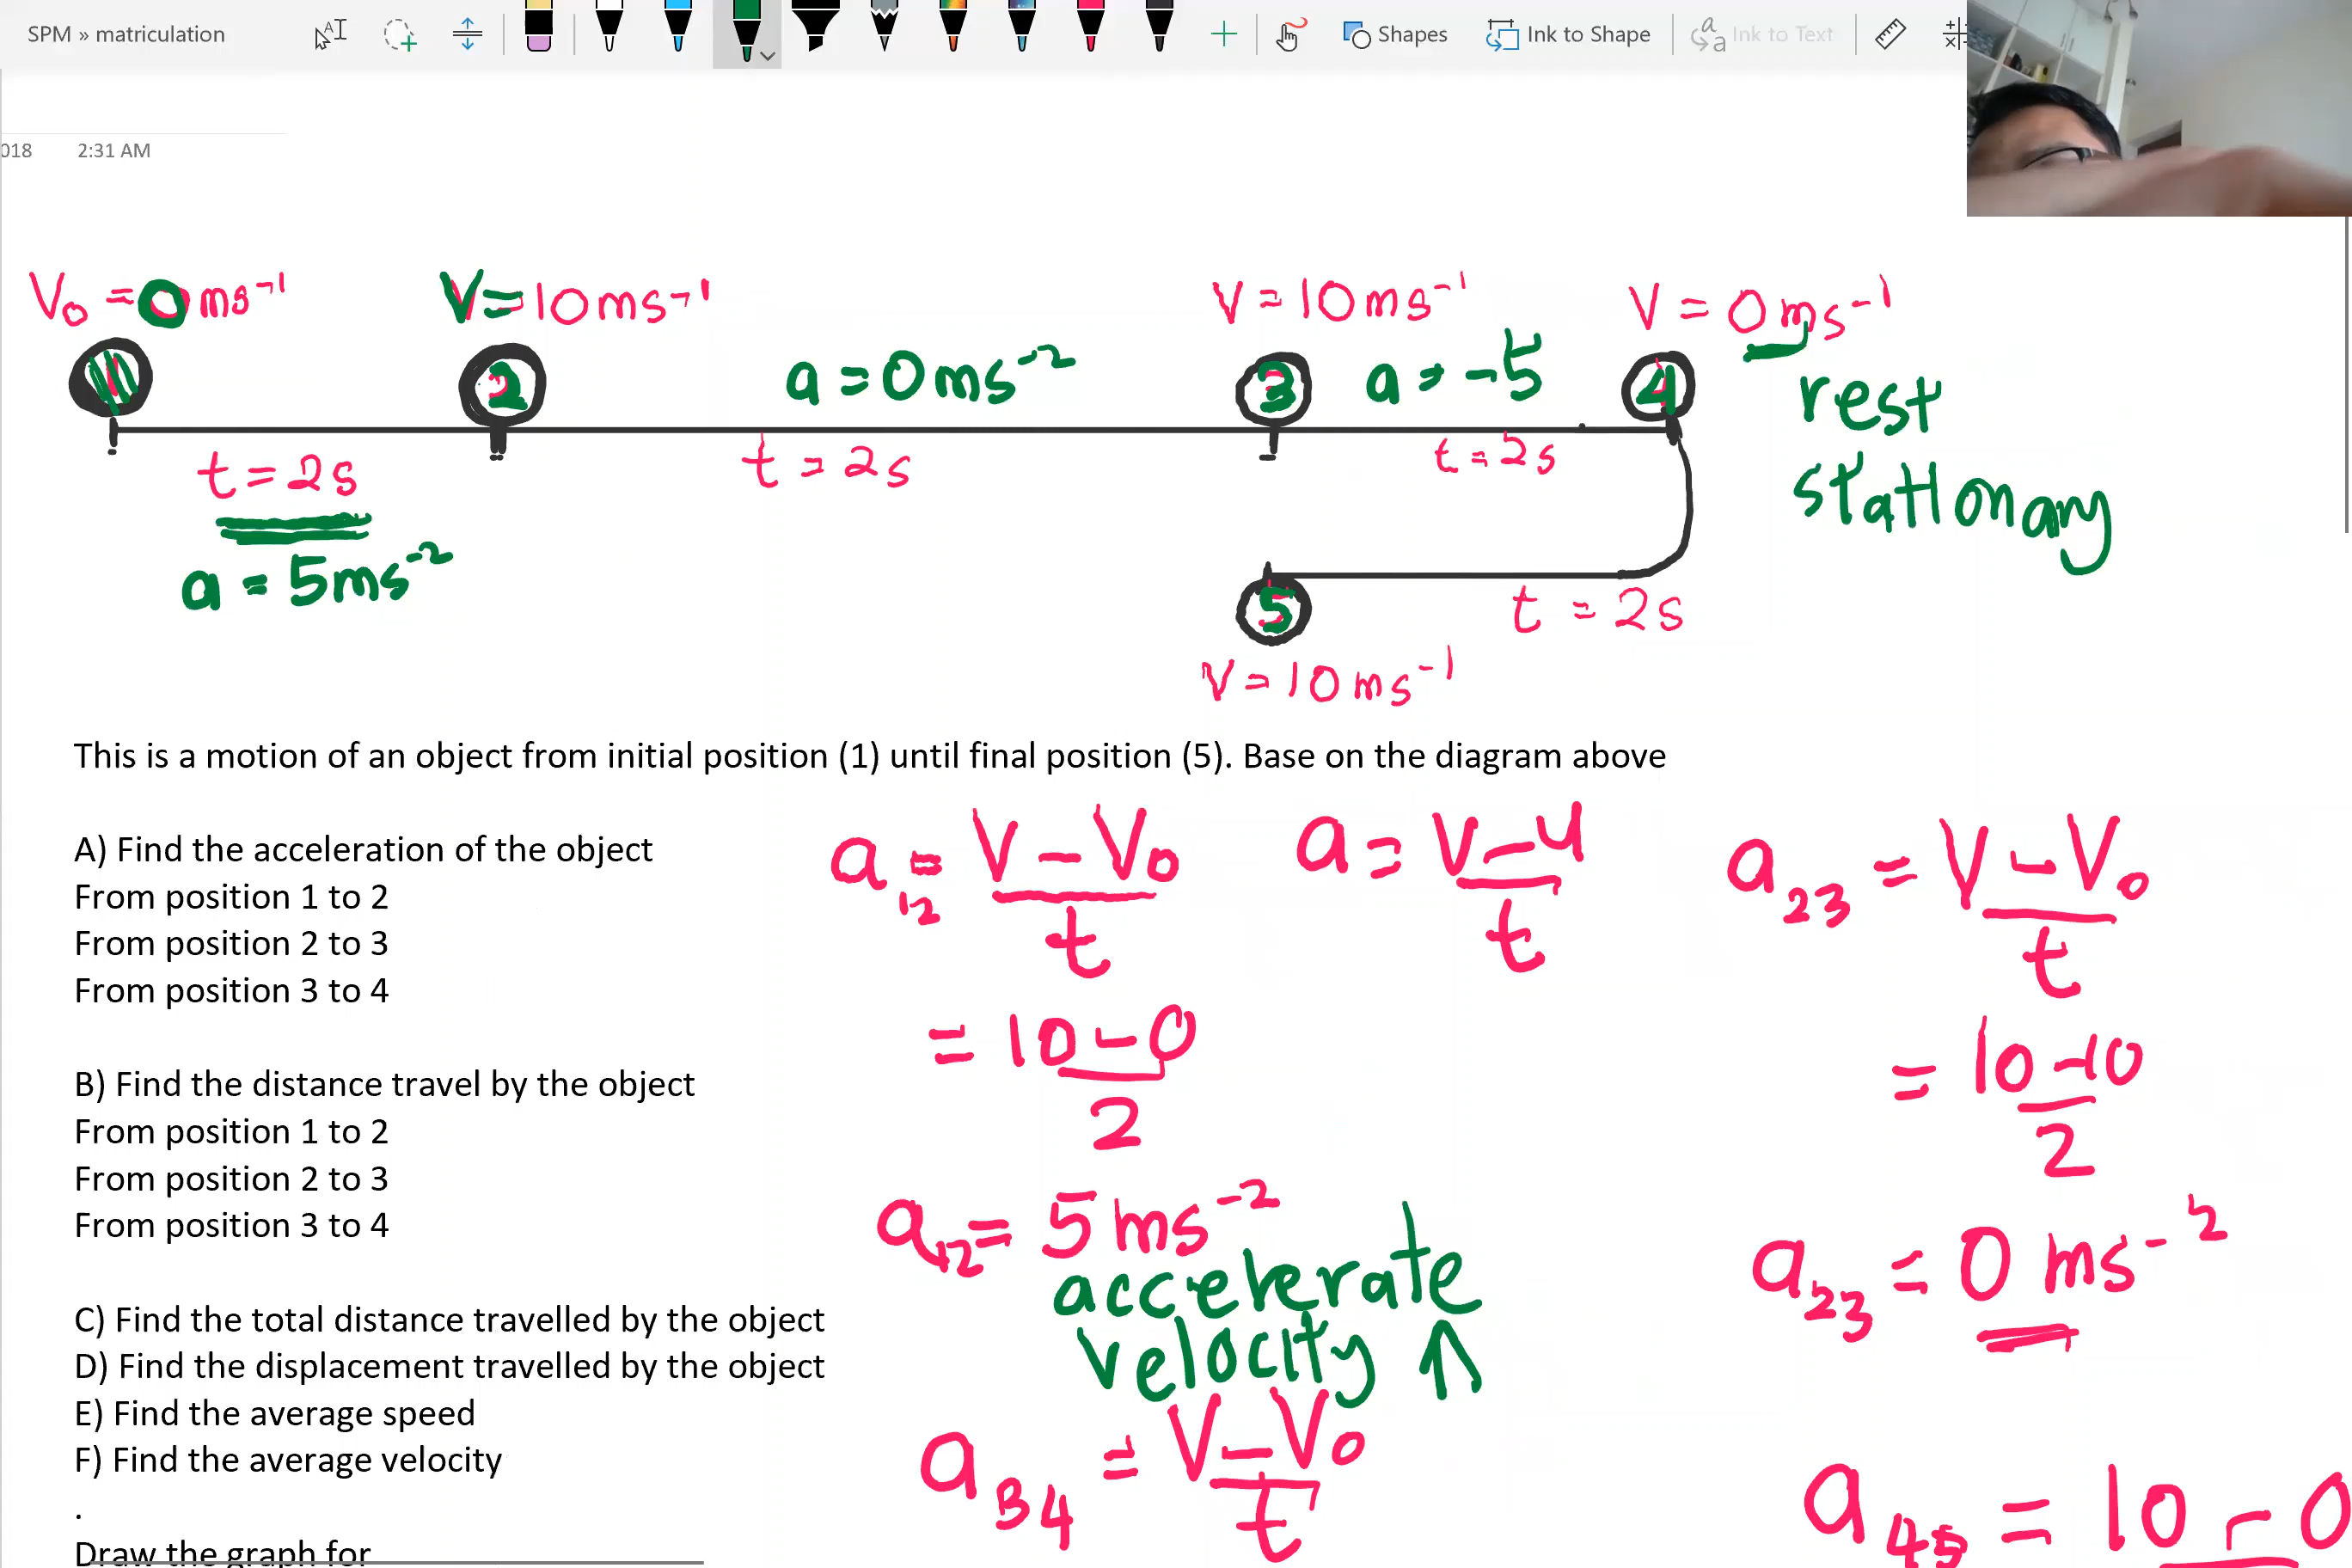 SPM » matriculation
Shapes
Ink to Shape
Ink to Text
018 2:31 AM
V₀ = 0 ms⁻¹
V = 10 ms⁻¹
V = 10 ms⁻¹
V = 0 ms⁻¹
1
2
a = 0 ms⁻²
3
a = -5
4
rest
stationary
t = 2s
t = 2s
t = 2s
a = 5 ms⁻²
5
t = 2s
V = 10 ms⁻¹
This is a motion of an object from initial position (1) until final position (5). Base on the diagram above
A) Find the acceleration of the object
From position 1 to 2
From position 2 to 3
From position 3 to 4
B) Find the distance travel by the object
From position 1 to 2
From position 2 to 3
From position 3 to 4
C) Find the total distance travelled by the object
D) Find the displacement travelled by the object
E) Find the average speed
F) Find the average velocity
.
Draw the graph for
a₁₂ = V - V₀
t
= 10 - 0
2
a₁₂ = 5 ms⁻²
accelerate
velocity ↑
a₃₄ = V - V₀
t
a = V - u
t
a₂₃ = V - V₀
t
= 10 - 10
2
a₂₃ = 0 ms⁻²
a₄₅ = 10 - 0